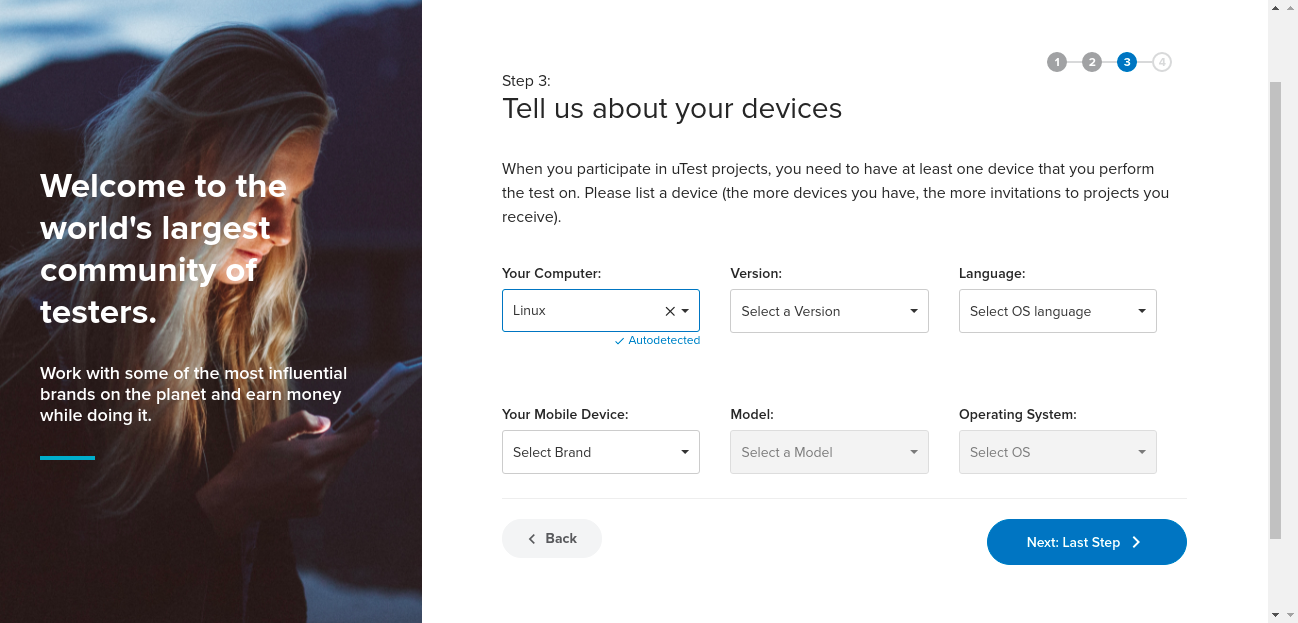 Welcome to the
world's largest
community of
testers.
Work with some of the most influential
brands on the planet and earn money
while doing it.
1
2
3
4
Step 3:
Tell us about your devices
When you participate in uTest projects, you need to have at least one device that you perform
the test on. Please list a device (the more devices you have, the more invitations to projects you
receive).
Your Computer:
Version:
Language:
Linux
Select a Version
Select OS language
Autodetected
Your Mobile Device:
Model:
Operating System:
Select Brand
Select a Model
Select OS
Back
Next: Last Step